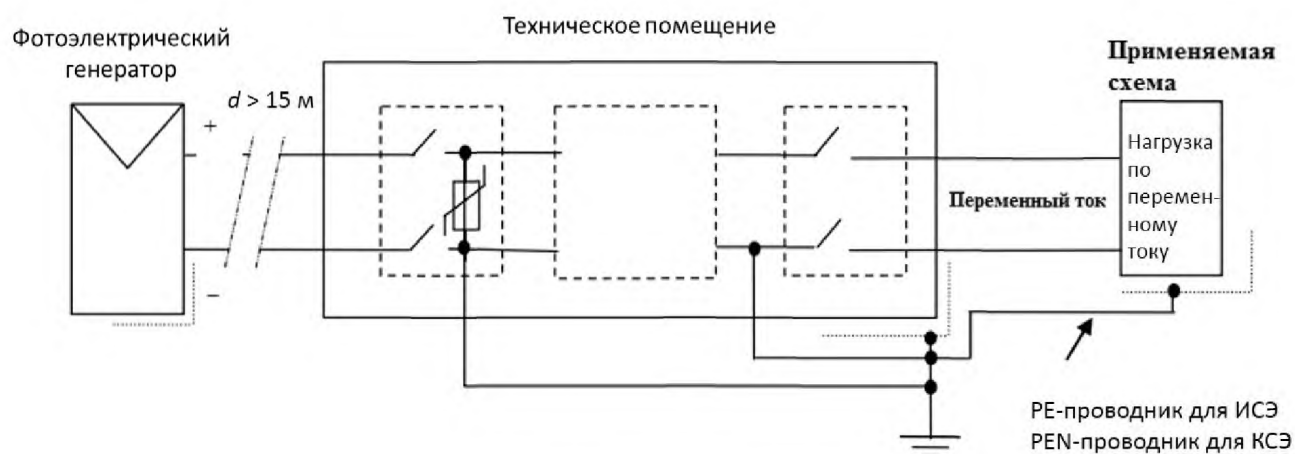 Техническое помещение
Фотоэлектрический
генератор
d > 15 м
+
−
Применяемая
схема
Нагрузка
по
перемен-
ному
току
Переменный ток
PE-проводник для ИСЭ
PEN-проводник для КСЭ